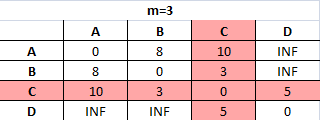 m=3
A B C D
A 0 8 10 INF
B 8 0 3 INF
C 10 3 0 5
D INF INF 5 0